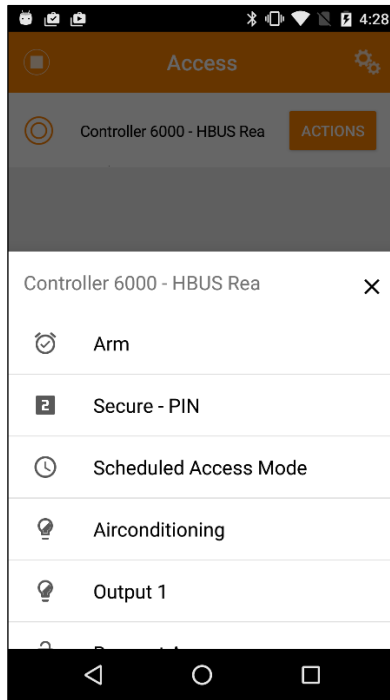 4:28
Access
Controller 6000 - HBUS Rea
ACTIONS
Controller 6000 - HBUS Rea
Arm
2
Secure - PIN
Scheduled Access Mode
Airconditioning
Output 1